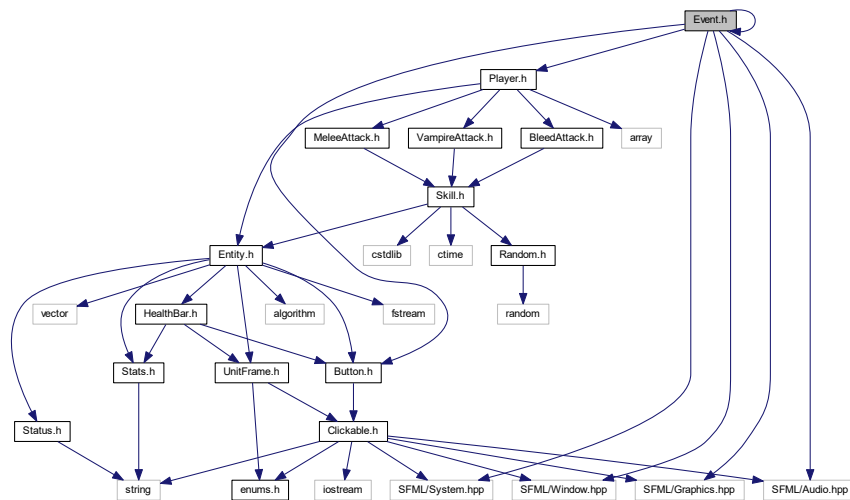 Event.h
Player.h
MeleeAttack.h
VampireAttack.h
BleedAttack.h
array
Skill.h
Entity.h
cstdlib
ctime
Random.h
vector
HealthBar.h
algorithm
fstream
random
Stats.h
UnitFrame.h
Button.h
Status.h
Clickable.h
string
enums.h
iostream
SFML/System.hpp
SFML/Window.hpp
SFML/Graphics.hpp
SFML/Audio.hpp